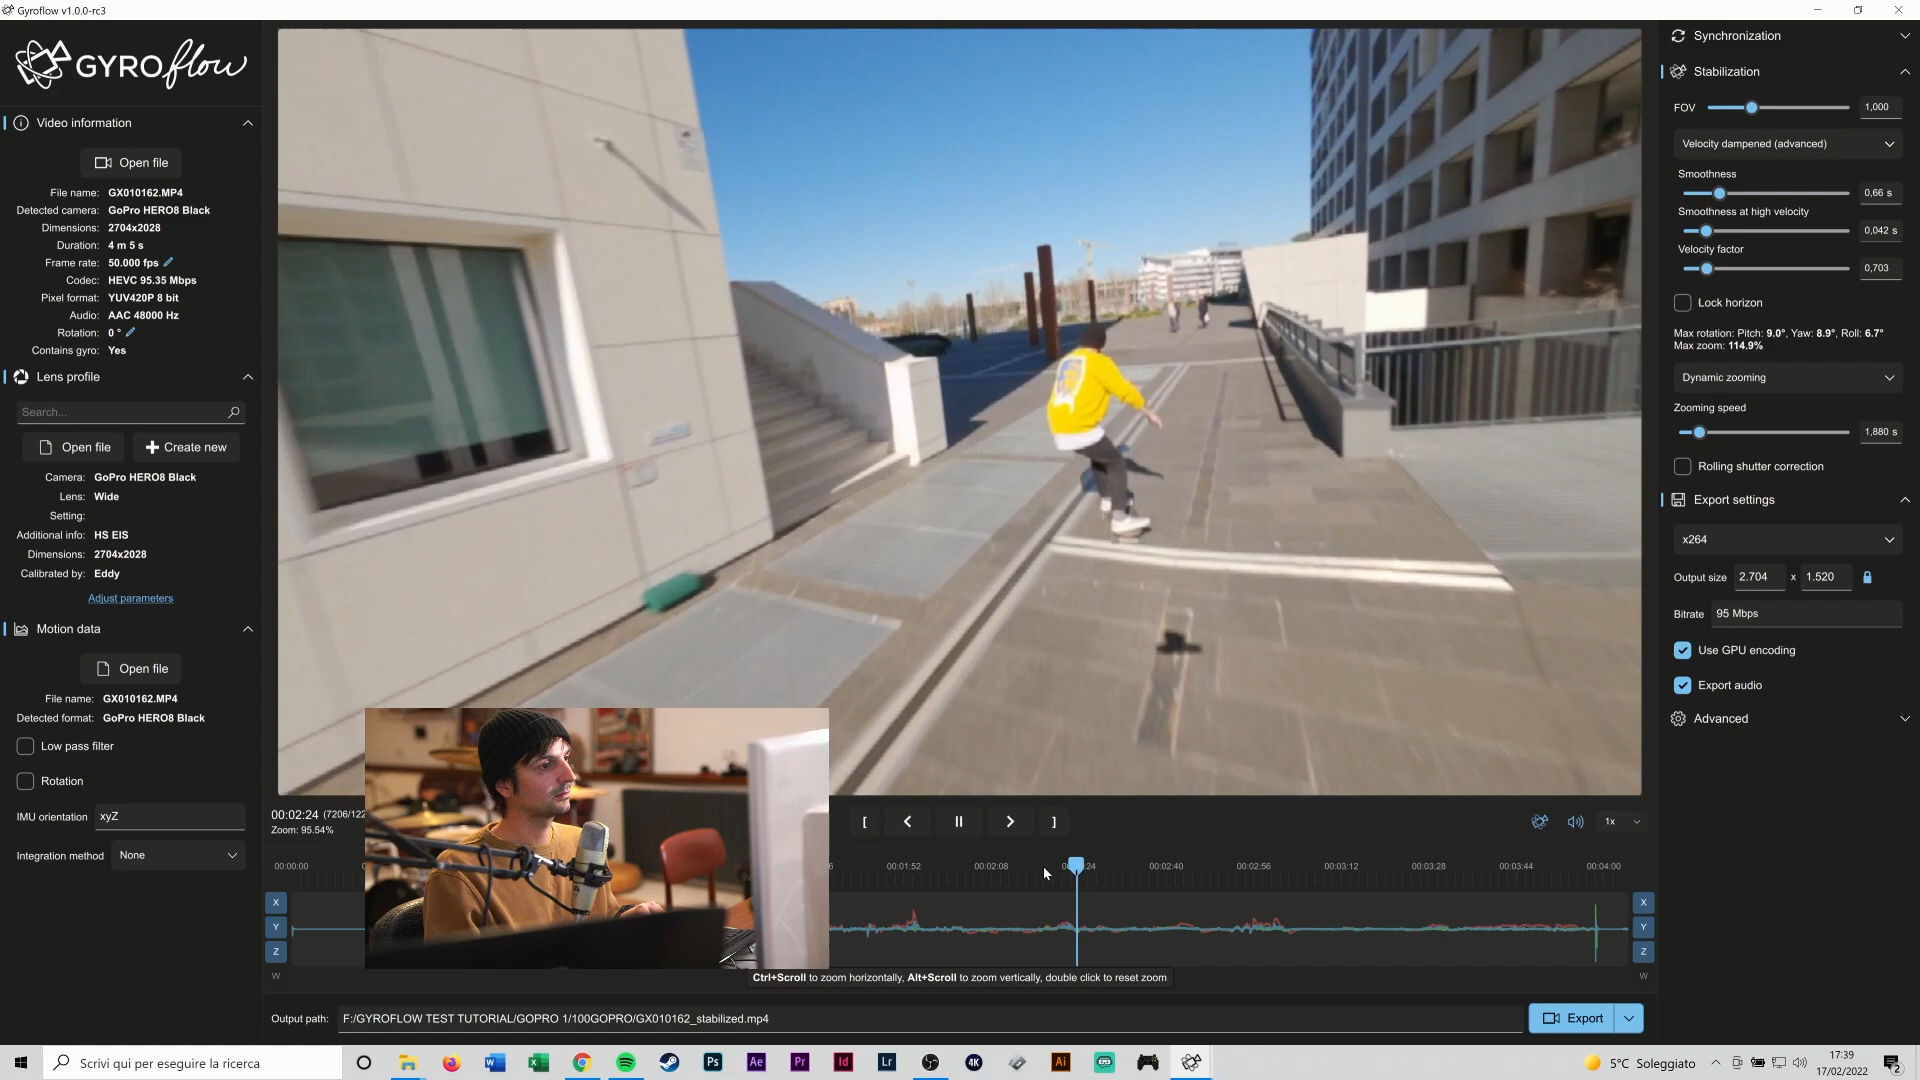 Gyroflow v1.0.0-rc3
GYROflow
Video information
Open file
File name: GX010162.MP4
Detected camera: GoPro HERO8 Black
Dimensions: 2704x2028
Duration: 4 m 5 s
Frame rate: 50.000 fps
Codec: HEVC 95.35 Mbps
Pixel format: YUV420P 8 bit
Audio: AAC 48000 Hz
Rotation: 0 °
Contains gyro: Yes
Lens profile
Search...
Open file
Create new
Camera: GoPro HERO8 Black
Lens: Wide
Setting:
Additional info: HS EIS
Dimensions: 2704x2028
Calibrated by: Eddy
Adjust parameters
Motion data
Open file
File name: GX010162.MP4
Detected format: GoPro HERO8 Black
Low pass filter
Rotation
IMU orientation xyZ
Integration method None
00:02:24 (7206/122
Zoom: 95.54%
[ ]
1x
00:00:00 00:01:52 00:02:08 24 00:02:40 00:02:56 00:03:12 00:03:28 00:03:44 00:04:00
X X
Y Y
Z Z
W W
Ctrl+Scroll to zoom horizontally, Alt+Scroll to zoom vertically, double click to reset zoom
Output path: F:/GYROFLOW TEST TUTORIAL/GOPRO 1/100GOPRO/GX010162_stabilized.mp4
Export
Synchronization
Stabilization
FOV 1,000
Velocity dampened (advanced)
Smoothness
0,66 s
Smoothness at high velocity
0,042 s
Velocity factor
0,703
Lock horizon
Max rotation: Pitch: 9.0°, Yaw: 8.9°, Roll: 6.7°
Max zoom: 114.9%
Dynamic zooming
Zooming speed
1,880 s
Rolling shutter correction
Export settings
x264
Output size 2.704 x 1.520
Bitrate 95 Mbps
Use GPU encoding
Export audio
Advanced
Scrivi qui per eseguire la ricerca
Ps Ae Pr Id Lr 4K Ai
5°C Soleggiato
17:39
17/02/2022
2